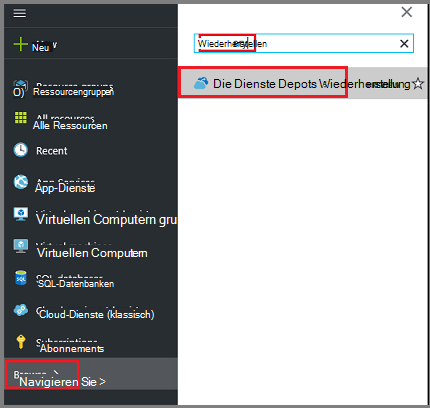 Neu
Ressourcengruppen
Alle Ressourcen
Recent
App-Dienste
Virtuellen Computern gru
Virtuellen Computern
SQL-Datenbanken
Cloud-Dienste (klassisch)
Abonnements
Navigieren Sie >
Wiederherstellen
Die Dienste Depots Wiederherstellung